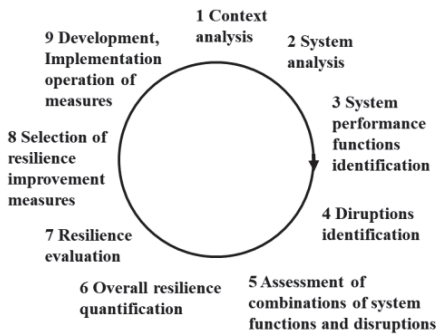 1 Context
analysis
2 System
analysis
3 System
performance
functions
identification
4 Diruptions
identification
5 Assessment of
combinations of system
functions and disruptions
6 Overall resilience
quantification
7 Resilience
evaluation
8 Selection of
resilience
improvement
measures
9 Development,
Implementation
operation of
measures